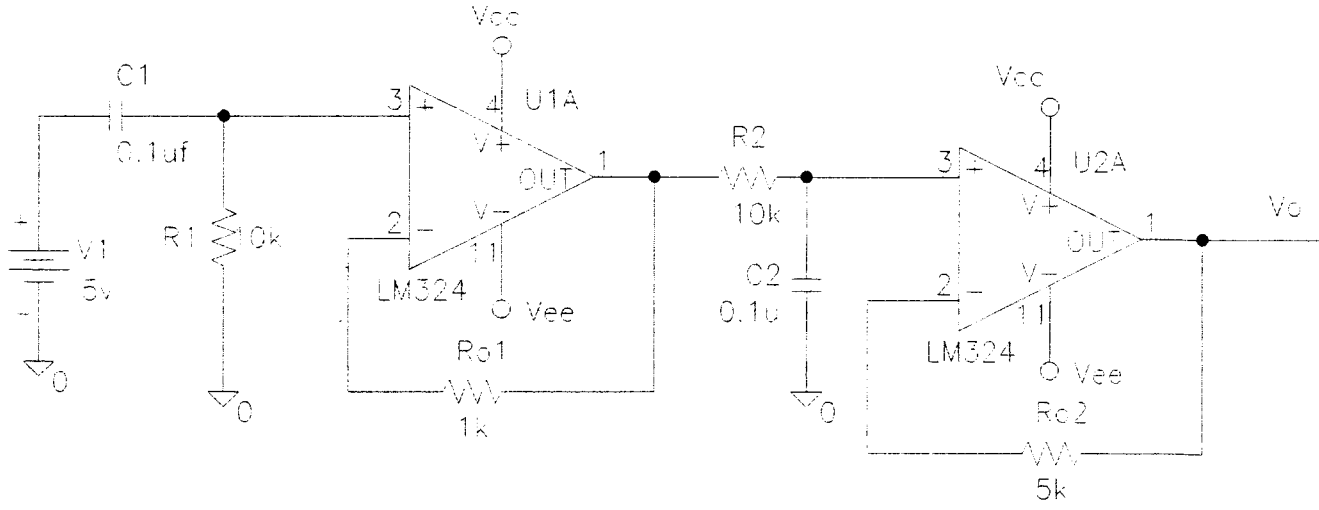 Vcc
C1
3
+
4
U1A
V+
0.1uf
OUT
1
R2
10k
+
V1
5v
-
R1
10k
2
-
V-
11
LM324
Vee
0
0
Ro1
1k
C2
0.1u
0
Vcc
3
+
4
U2A
V+
OUT
1
Vo
2
-
V-
11
LM324
Vee
Ro2
5k